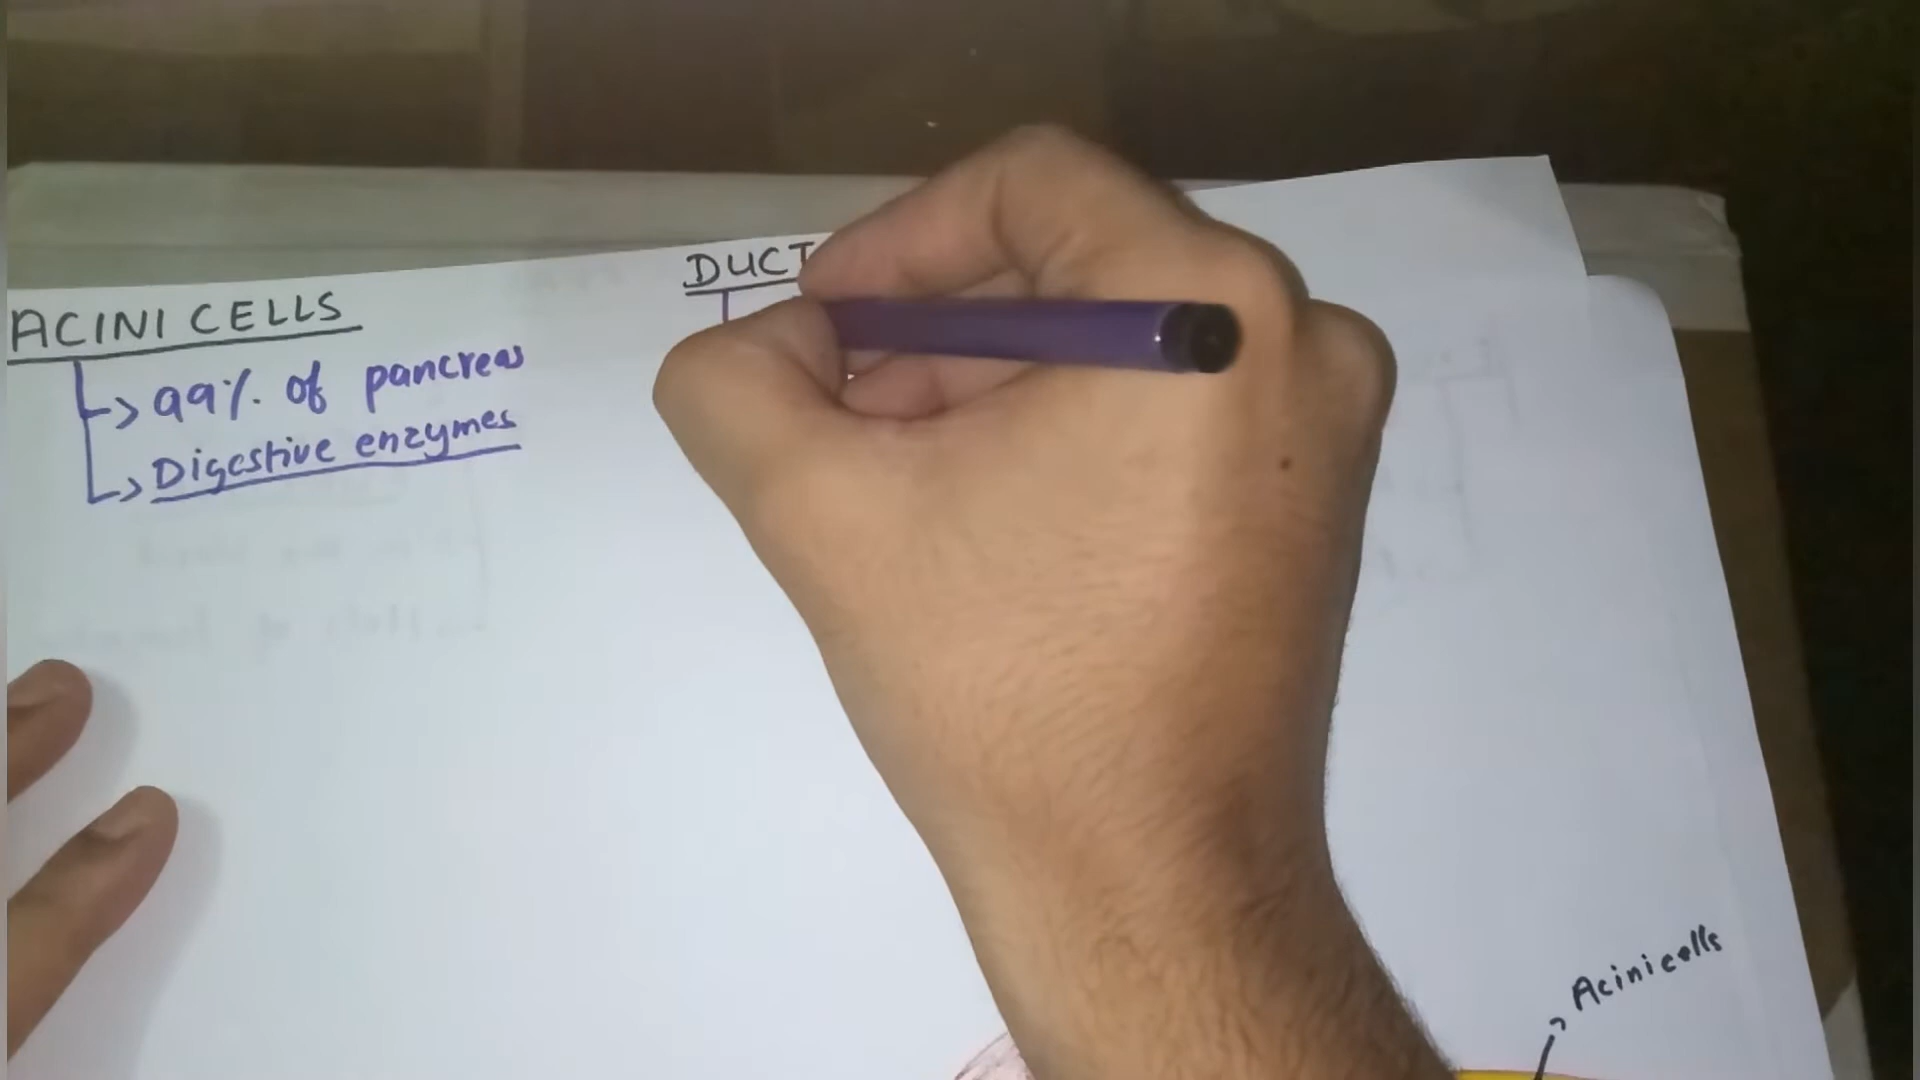 ACINI CELLS
99% of pancreas
Digestive enzymes
DUCT
Acini cells